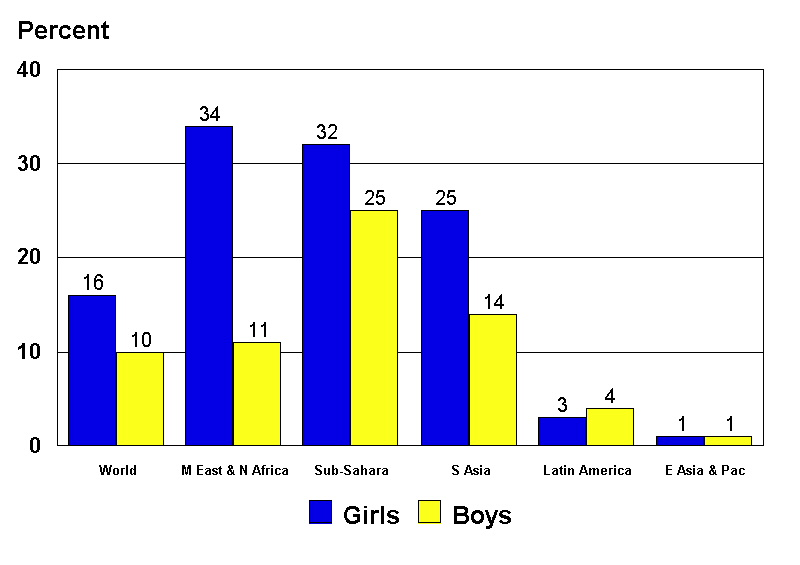 Percent
40
34
32
30
25
25
20
16
14
10
11
10
3
4
1
1
0
World
M East & N Africa
Sub-Sahara
S Asia
Latin America
E Asia & Pac
Girls
Boys